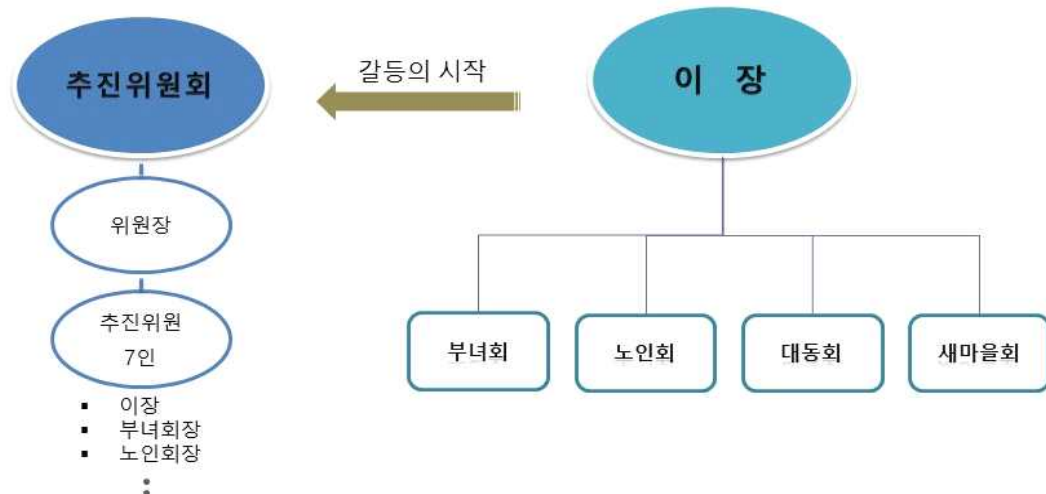 추진위원회
갈등의 시작
이 장
위원장
추진위원
7인
▪ 이장
▪ 부녀회장
▪ 노인회장
⋮
부녀회
노인회
대동회
새마을회